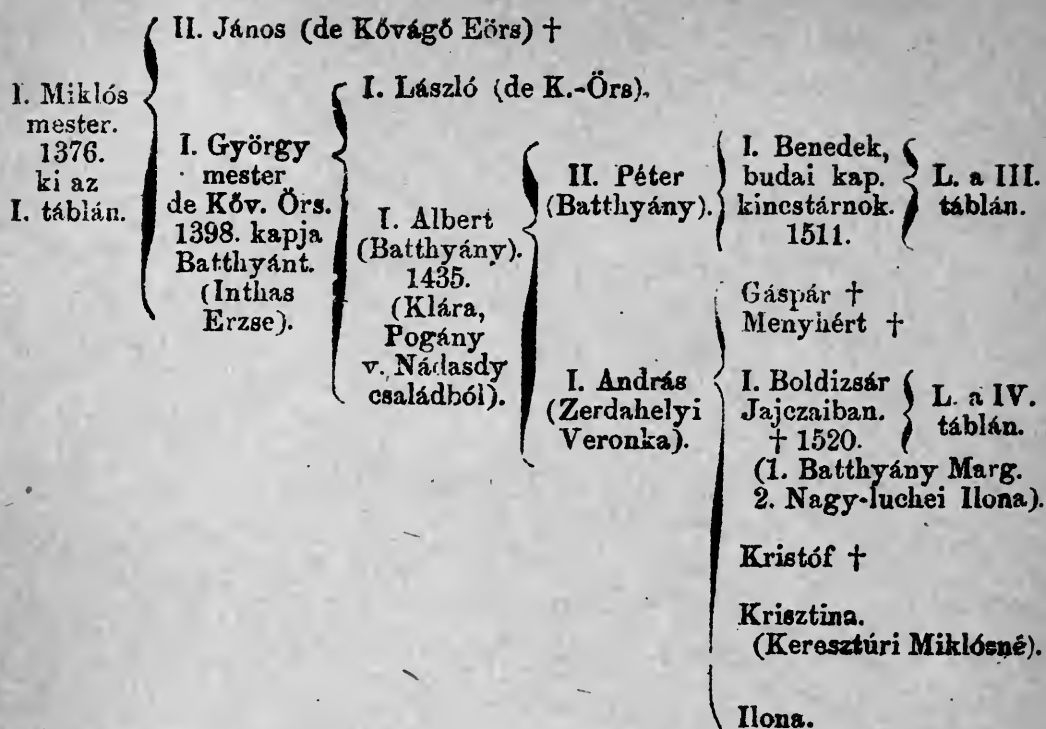 II. János (de Kővágó Eörs) †
I. Miklós
mester.
1376.
ki az
I. táblán.
I. György
mester
de Kőv. Örs.
1398. kapja
Batthyánt.
(Inthas
Erzse).
I. László (de K.-Örs).
I. Albert
(Batthyány).
1435.
(Klára,
Pogány
v. Nádasdy
családból).
II. Péter
(Batthyány).
I. Benedek,
budai kap.
kincstárnok.
1511.
L. a III.
táblán.
I. András
(Zerdahelyi
Veronka).
Gáspár †
Menyhért †
I. Boldizsár
Jajczaiban.
† 1520.
L. a IV.
táblán.
(1. Batthyány Marg.
2. Nagy-luchei Ilona).
Kristóf †
Krisztina.
(Keresztúri Miklósné).
Ilona.